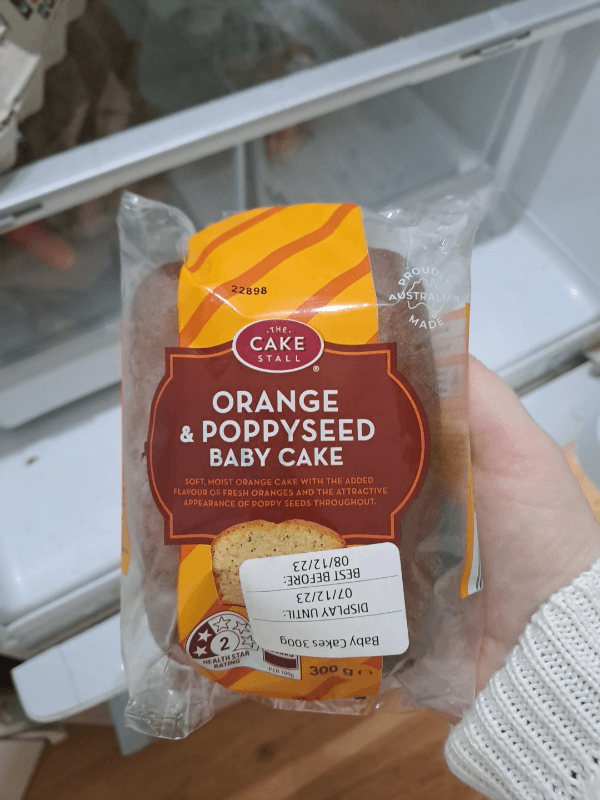 22898
PROUDLY
AUSTRALIAN
MADE
THE
CAKE
STALL
®
ORANGE
& POPPYSEED
BABY CAKE
SOFT, MOIST ORANGE CAKE WITH THE ADDED
FLAVOUR OF FRESH ORANGES AND THE ATTRACTIVE
APPEARANCE OF POPPY SEEDS THROUGHOUT.
Baby Cakes 300g
DISPLAY UNTIL:
07/12/23
BEST BEFORE:
08/12/23
2
HEALTH STAR
RATING
PER 100g
300 g e